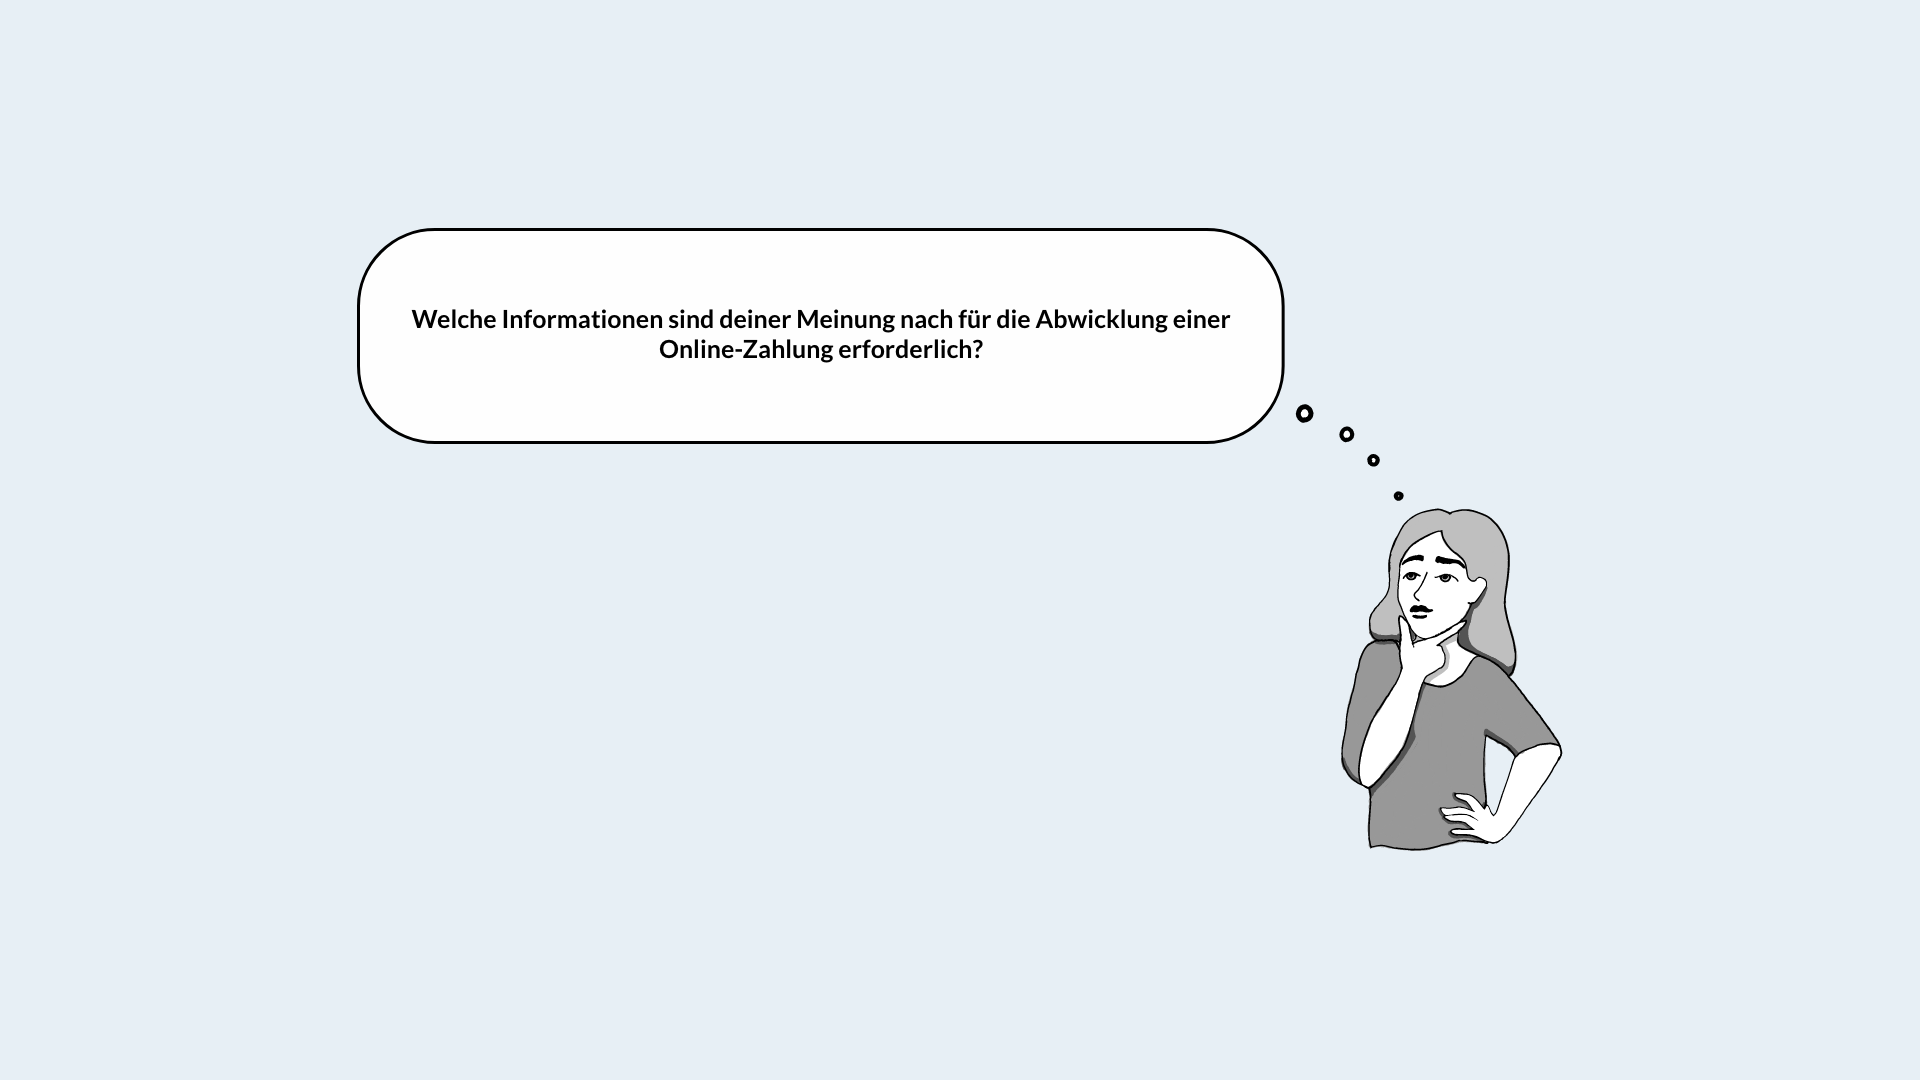 Welche Informationen sind deiner Meinung nach für die Abwicklung einer
Online-Zahlung erforderlich?